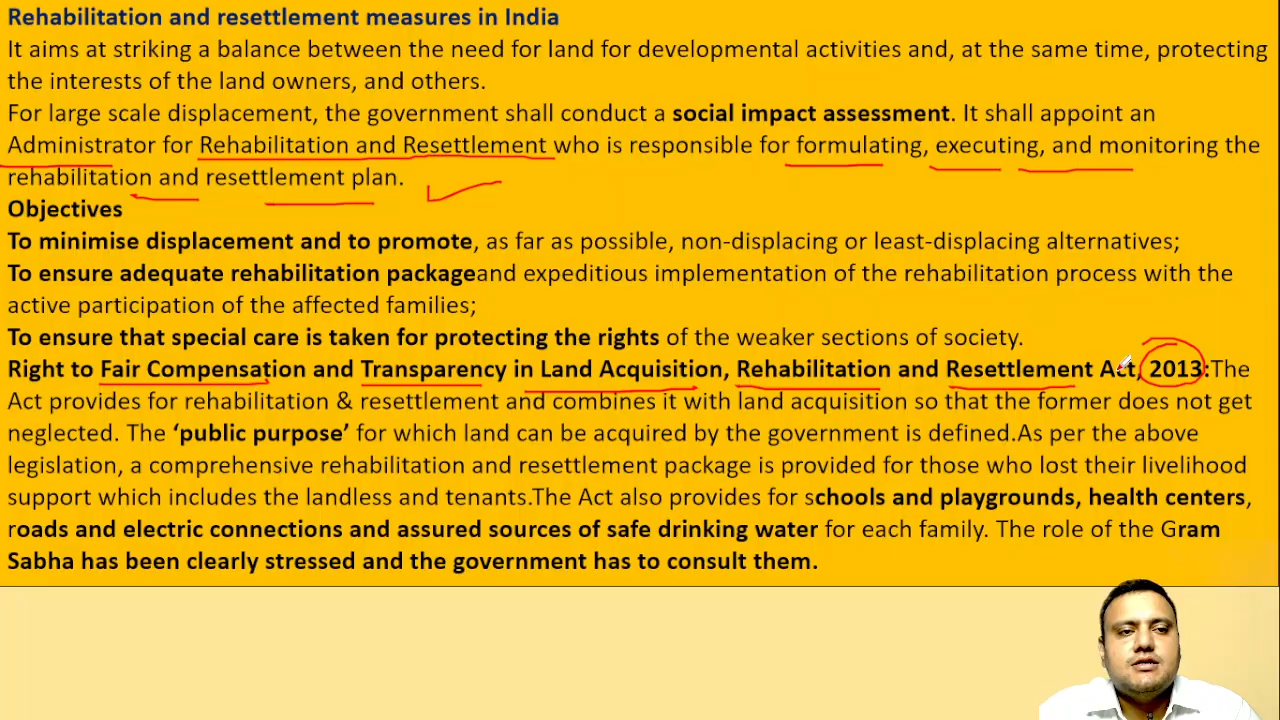 Rehabilitation and resettlement measures in India
It aims at striking a balance between the need for land for developmental activities and, at the same time, protecting
the interests of the land owners, and others.
For large scale displacement, the government shall conduct a social impact assessment. It shall appoint an
Administrator for Rehabilitation and Resettlement who is responsible for formulating, executing, and monitoring the
rehabilitation and resettlement plan.
Objectives
To minimise displacement and to promote, as far as possible, non-displacing or least-displacing alternatives;
To ensure adequate rehabilitation packageand expeditious implementation of the rehabilitation process with the
active participation of the affected families;
To ensure that special care is taken for protecting the rights of the weaker sections of society.
Right to Fair Compensation and Transparency in Land Acquisition, Rehabilitation and Resettlement Act, 2013:The
Act provides for rehabilitation & resettlement and combines it with land acquisition so that the former does not get
neglected. The ‘public purpose’ for which land can be acquired by the government is defined.As per the above
legislation, a comprehensive rehabilitation and resettlement package is provided for those who lost their livelihood
support which includes the landless and tenants.The Act also provides for schools and playgrounds, health centers,
roads and electric connections and assured sources of safe drinking water for each family. The role of the Gram
Sabha has been clearly stressed and the government has to consult them.